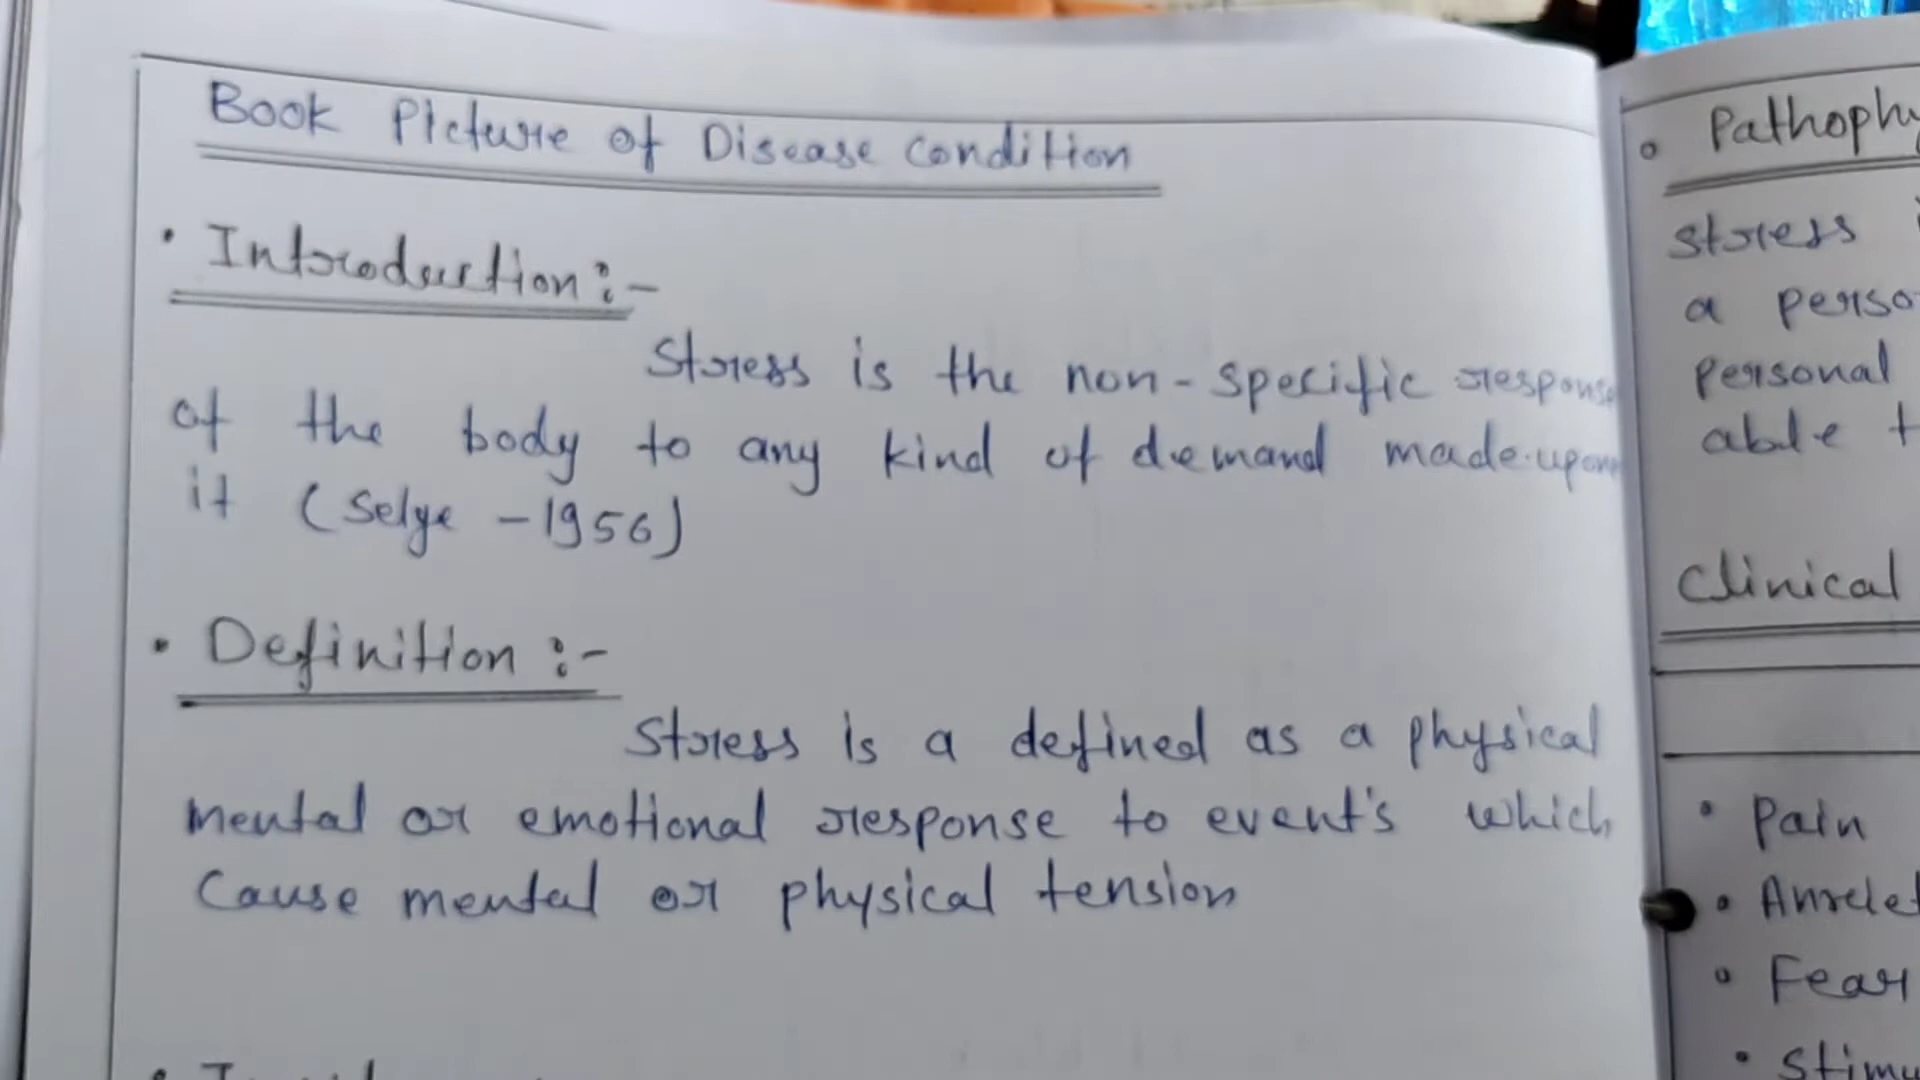 Book Picture of Disease Condition
• Introduction :-
Stress is the non-specific response
of the body to any kind of demand made upon
it (Selye -1956)
• Definition :-
Stress is a defined as a physical
mental or emotional response to event's which
Cause mental or physical tension
• Pathophy
stress
a perso
personal
able t
Clinical
• Pain
• Fear
• Stimu